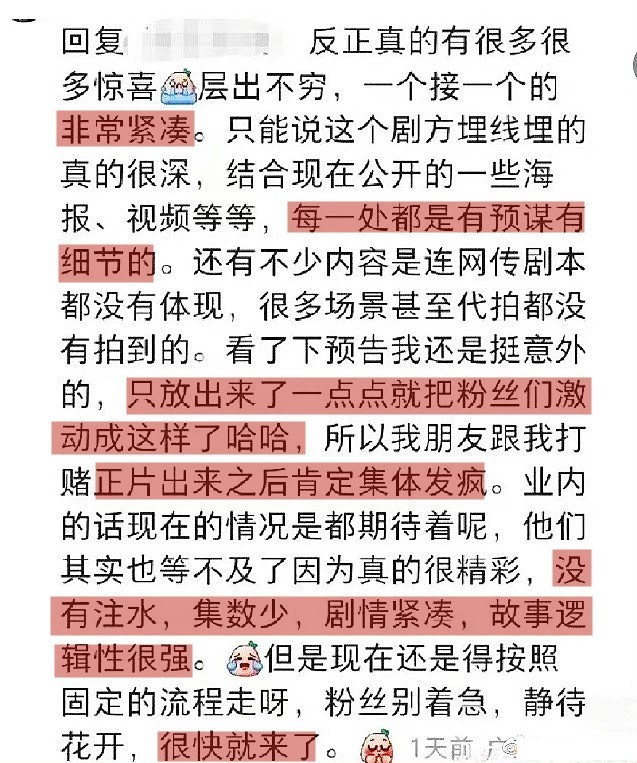 回复 反正真的有很多很
多惊喜层出不穷，一个接一个的
非常紧凑。只能说这个剧方埋线埋的
真的很深，结合现在公开的一些海
报、视频等等，每一处都是有预谋有
细节的。还有不少内容是连网传剧本
都没有体现，很多场景甚至代拍都没
有拍到的。看了下预告我还是挺意外
的，只放出来了一点点就把粉丝们激
动成这样了哈哈，所以我朋友跟我打
赌正片出来之后肯定集体发疯。业内
的话现在的情况是都期待着呢，他们
其实也等不及了因为真的很精彩，没
有注水，集数少，剧情紧凑，故事逻
辑性很强。但是现在还是得按照
固定的流程走呀，粉丝别着急，静待
花开，很快就来了。 1天前 广